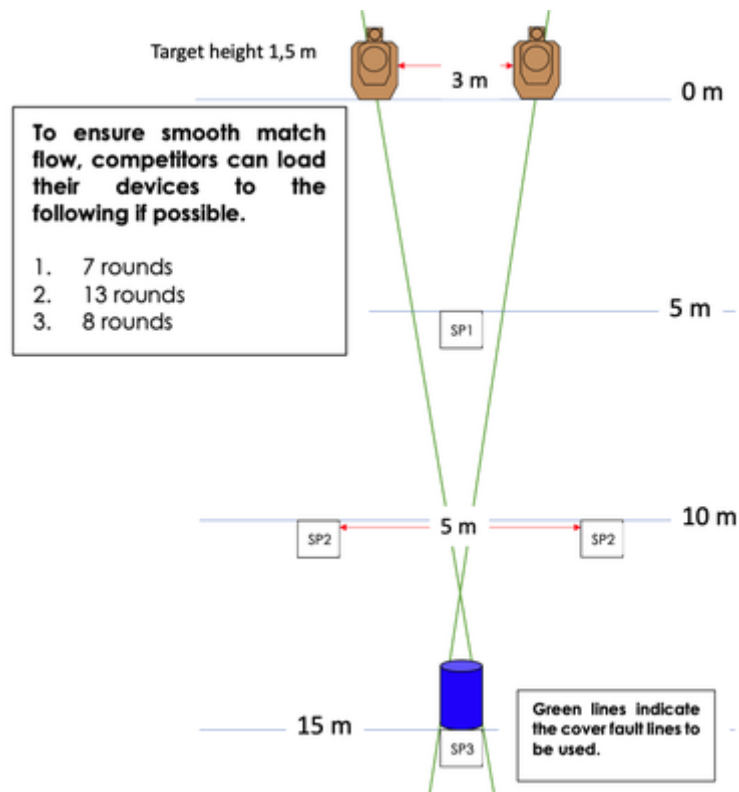 Target height 1,5 m
3 m
0 m
To ensure smooth match
flow, competitors can load
their devices to the
following if possible.
1. 7 rounds
2. 13 rounds
3. 8 rounds
5 m
SP1
10 m
5 m
SP2
SP2
15 m
SP3
Green lines indicate
the cover fault lines to
be used.